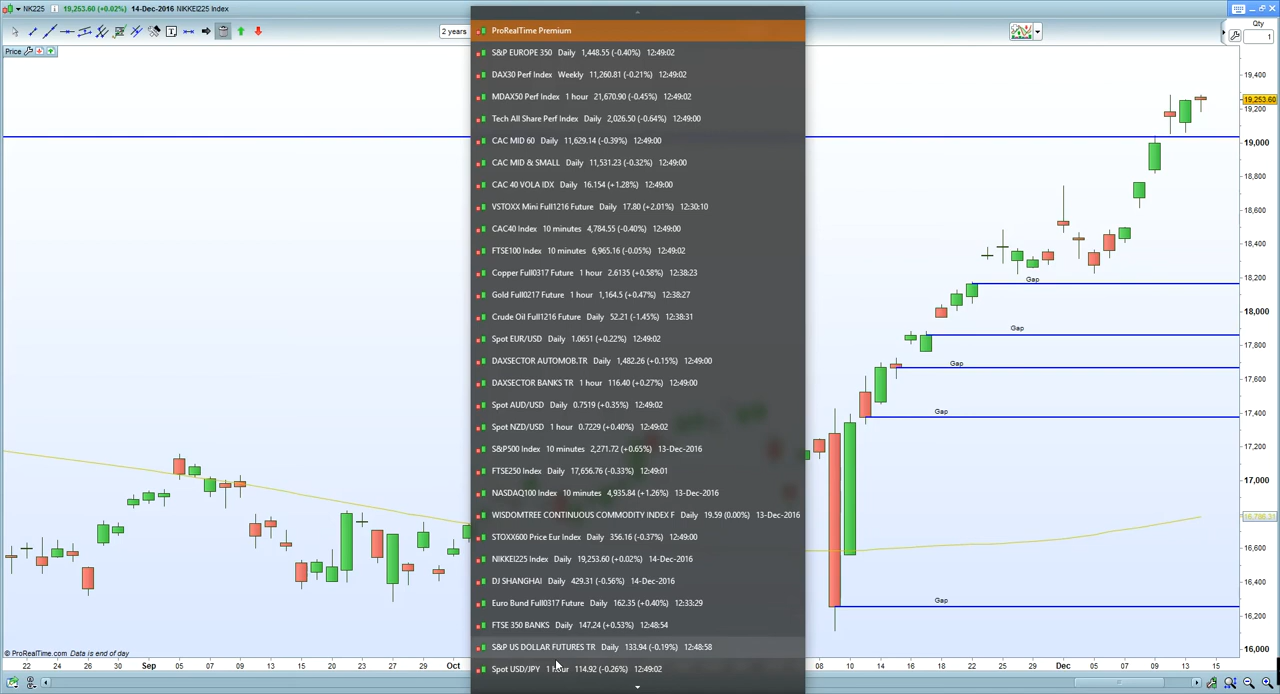 NK225 19,253.60 (+0.02%) 14-Dec-2016 NIKKEI225 Index
Qty
1
2 years
Price
ProRealTime Premium
S&P EUROPE 350 Daily 1,448.55 (-0.40%) 12:49:02
DAX30 Perf Index Weekly 11,260.81 (-0.21%) 12:49:02
MDAX50 Perf Index 1 hour 21,670.90 (-0.45%) 12:49:02
Tech All Share Perf Index Daily 2,026.50 (-0.64%) 12:49:00
CAC MID 60 Daily 11,629.14 (-0.39%) 12:49:00
CAC MID & SMALL Daily 11,531.23 (-0.32%) 12:49:00
CAC 40 VOLA IDX Daily 16.154 (+1.28%) 12:49:00
VSTOXX Mini Full1216 Future Daily 17.80 (+2.01%) 12:30:10
CAC40 Index 10 minutes 4,784.55 (-0.40%) 12:49:00
FTSE100 Index 10 minutes 6,965.16 (-0.05%) 12:49:02
Copper Full0317 Future 1 hour 2.6135 (+0.58%) 12:38:23
Gold Full0217 Future 1 hour 1,164.5 (+0.47%) 12:38:27
Crude Oil Full1216 Future Daily 52.21 (-1.45%) 12:38:31
Spot EUR/USD Daily 1.0651 (+0.22%) 12:49:02
DAXSECTOR AUTOMOB.TR Daily 1,482.26 (+0.15%) 12:49:00
DAXSECTOR BANKS TR 1 hour 116.40 (+0.27%) 12:49:00
Spot AUD/USD Daily 0.7519 (+0.35%) 12:49:02
Spot NZD/USD 1 hour 0.7229 (+0.40%) 12:49:02
S&P500 Index 10 minutes 2,271.72 (+0.65%) 13-Dec-2016
FTSE250 Index Daily 17,656.76 (-0.33%) 12:49:01
NASDAQ100 Index 10 minutes 4,935.84 (+1.26%) 13-Dec-2016
WISDOMTREE CONTINUOUS COMMODITY INDEX F Daily 19.59 (0.00%) 13-Dec-2016
STOXX600 Price Eur Index Daily 356.16 (-0.37%) 12:49:00
NIKKEI225 Index Daily 19,253.60 (+0.02%) 14-Dec-2016
DJ SHANGHAI Daily 429.31 (-0.56%) 14-Dec-2016
Euro Bund Full0317 Future Daily 162.35 (+0.40%) 12:33:29
FTSE 350 BANKS Daily 147.24 (+0.53%) 12:48:54
S&P US DOLLAR FUTURES TR Daily 133.94 (-0.19%) 12:48:58
Spot USD/JPY 1 hour 114.92 (-0.26%) 12:49:02
Gap
Gap
Gap
Gap
Gap
19,400
19,253.60
19,200
19,000
18,800
18,600
18,400
18,200
18,000
17,800
17,600
17,400
17,200
17,000
16,786.31
16,600
16,400
16,200
16,000
© ProRealTime.com
22 26 Sep 05 07 09 13 15 19 21 23 27 29 Oct
08 10 14 16 18 22 24 28 Dec 05 07 09 13 15